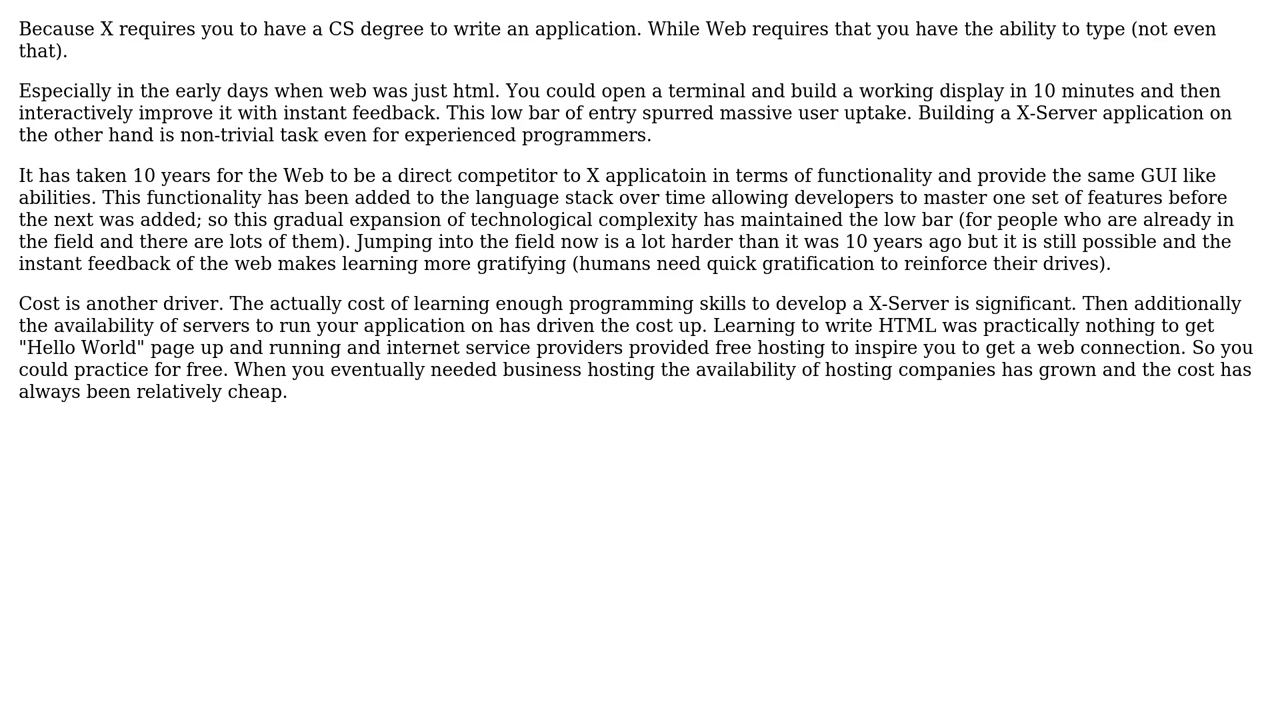 Because X requires you to have a CS degree to write an application. While Web requires that you have the ability to type (not even
that).
Especially in the early days when web was just html. You could open a terminal and build a working display in 10 minutes and then
interactively improve it with instant feedback. This low bar of entry spurred massive user uptake. Building a X-Server application on
the other hand is non-trivial task even for experienced programmers.
It has taken 10 years for the Web to be a direct competitor to X applicatoin in terms of functionality and provide the same GUI like
abilities. This functionality has been added to the language stack over time allowing developers to master one set of features before
the next was added; so this gradual expansion of technological complexity has maintained the low bar (for people who are already in
the field and there are lots of them). Jumping into the field now is a lot harder than it was 10 years ago but it is still possible and the
instant feedback of the web makes learning more gratifying (humans need quick gratification to reinforce their drives).
Cost is another driver. The actually cost of learning enough programming skills to develop a X-Server is significant. Then additionally
the availability of servers to run your application on has driven the cost up. Learning to write HTML was practically nothing to get
"Hello World" page up and running and internet service providers provided free hosting to inspire you to get a web connection. So you
could practice for free. When you eventually needed business hosting the availability of hosting companies has grown and the cost has
always been relatively cheap.